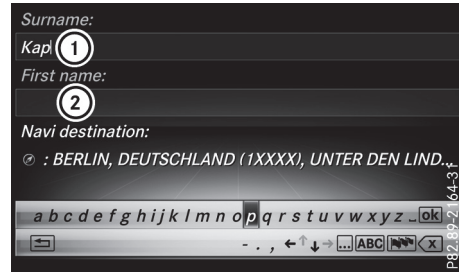 Surname:
Kap 1
First name:
2
Navi destination:
: BERLIN, DEUTSCHLAND (1XXXX), UNTER DEN LIND...
a b c d e f g h i j k l m n o p q r s t u v w x y z _ ok
- . , ←↑↓→ ... ABC X
P82.89-2164-31